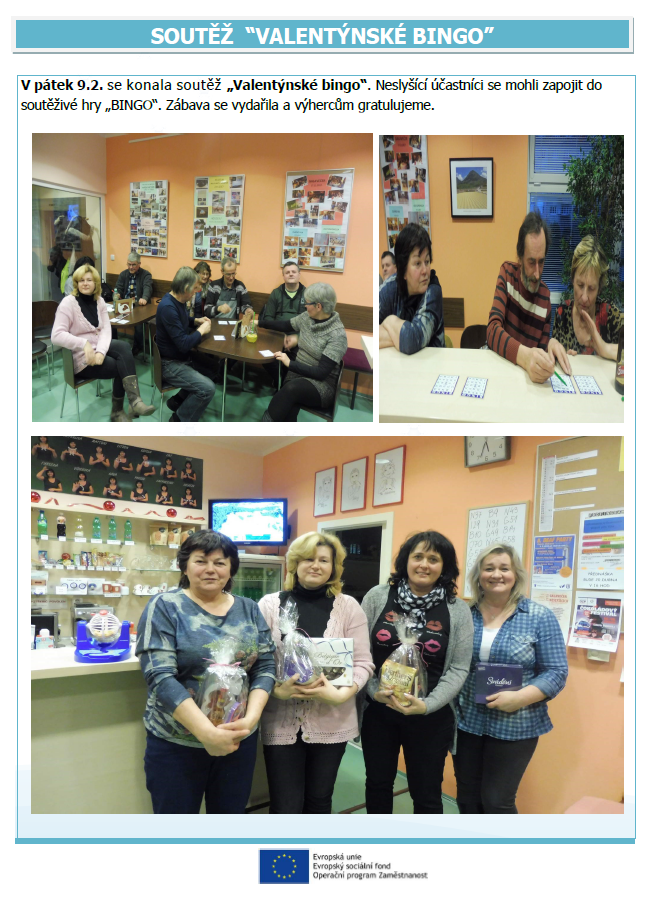 SOUTĚŽ “VALENTÝNSKÉ BINGO”
V pátek 9.2. se konala soutěž „Valentýnské bingo“. Neslyšící účastníci se mohli zapojit do
soutěživé hry „BINGO“. Zábava se vydařila a výhercům gratulujeme.
Evropská unie
Evropský sociální fond
Operační program Zaměstnanost